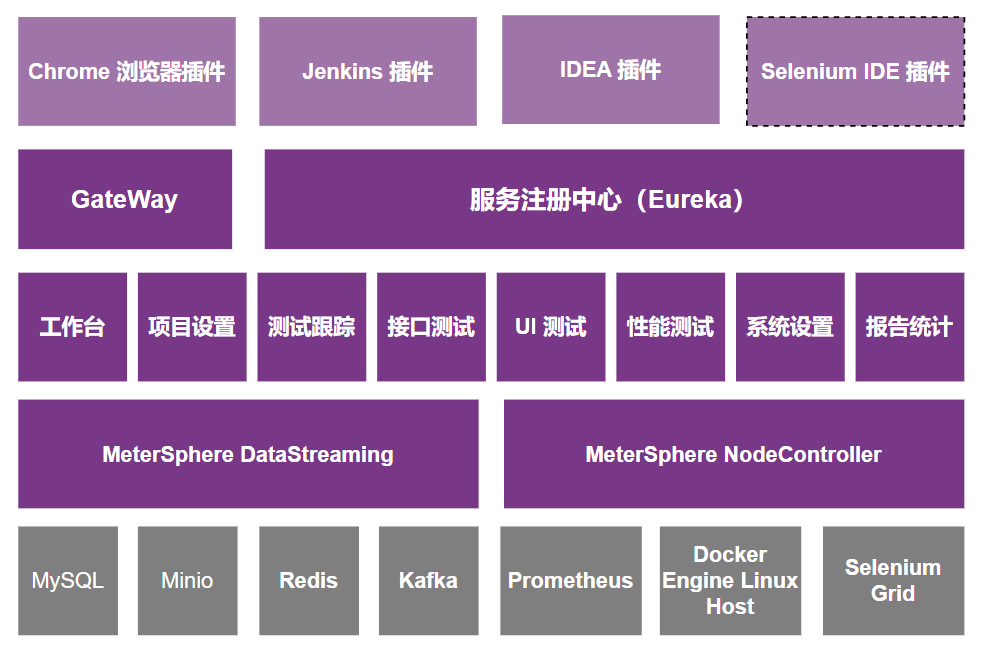 Chrome 浏览器插件
Jenkins 插件
IDEA 插件
Selenium IDE 插件
GateWay
服务注册中心（Eureka）
工作台
项目设置
测试跟踪
接口测试
UI 测试
性能测试
系统设置
报告统计
MeterSphere DataStreaming
MeterSphere NodeController
MySQL
Minio
Redis
Kafka
Prometheus
Docker
Engine Linux
Host
Selenium
Grid